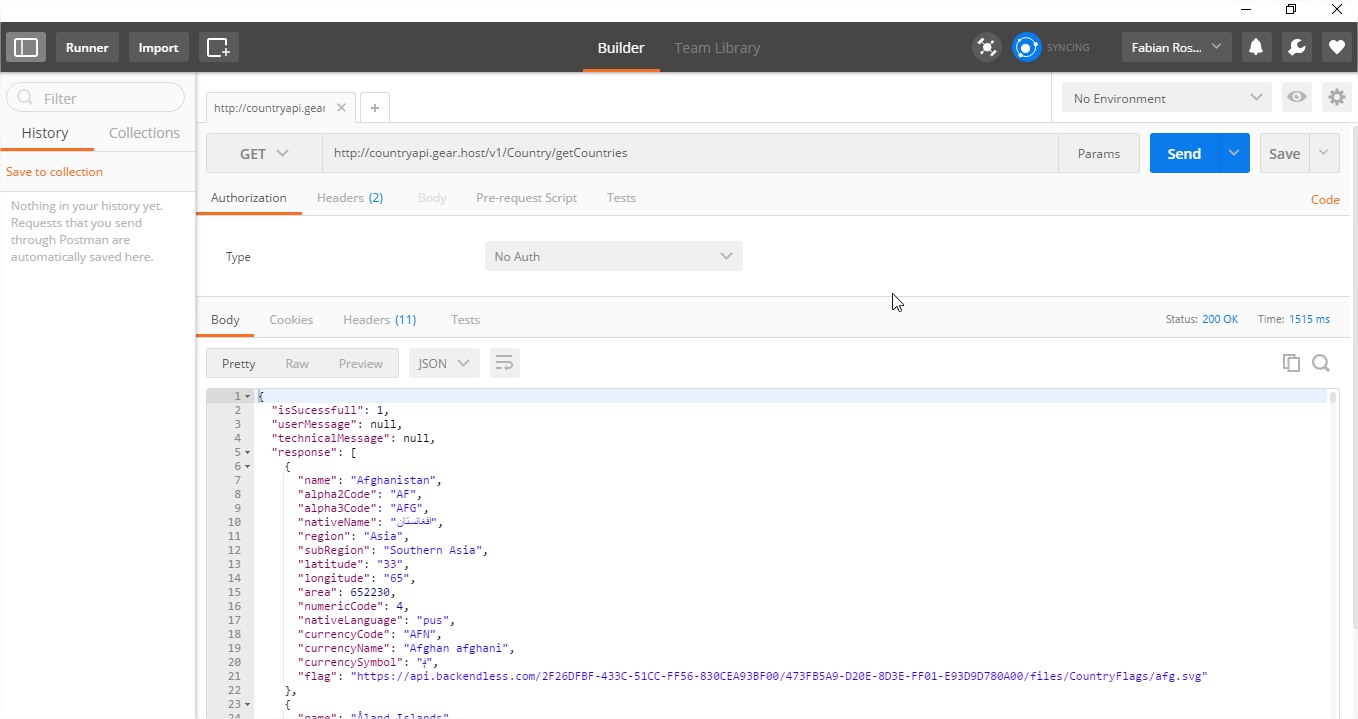 Runner Import Builder Team Library SYNCING Fabian Ros...
Filter
http://countryapi.gear
No Environment
History Collections
GET http://countryapi.gear.host/v1/Country/getCountries Params Send Save
Save to collection
Authorization Headers (2) Body Pre-request Script Tests Code
Nothing in your history yet.
Requests that you send
through Postman are
automatically saved here.
Type No Auth
Body Cookies Headers (11) Tests Status: 200 OK Time: 1515 ms
Pretty Raw Preview JSON
1 {
2 "isSucessfull": 1,
3 "userMessage": null,
4 "technicalMessage": null,
5 "response": [
6 {
7 "name": "Afghanistan",
8 "alpha2Code": "AF",
9 "alpha3Code": "AFG",
10 "nativeName": "افغانستان",
11 "region": "Asia",
12 "subRegion": "Southern Asia",
13 "latitude": "33",
14 "longitude": "65",
15 "area": 652230,
16 "numericCode": 4,
17 "nativeLanguage": "pus",
18 "currencyCode": "AFN",
19 "currencyName": "Afghan afghani",
20 "currencySymbol": "؋",
21 "flag": "https://api.backendless.com/2F26DFBF-433C-51CC-FF56-830CEA93BF00/473FB5A9-D20E-8D3E-FF01-E93D9D780A00/files/CountryFlags/afg.svg"
22 },
23 {
24 "name": "Åland Islands"